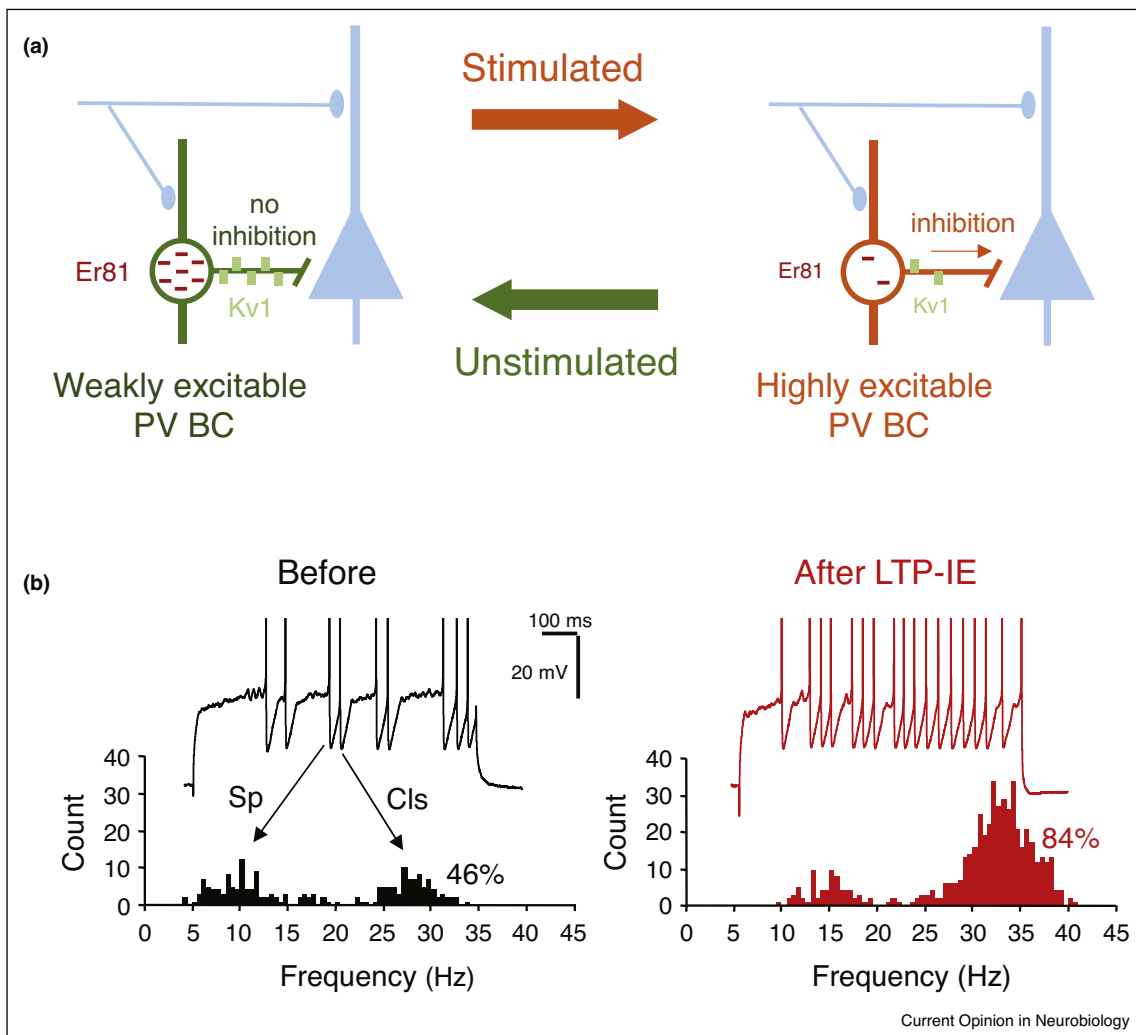 (a)
Stimulated
no
inhibition
Er81
Kv1
Unstimulated
Weakly excitable
PV BC
inhibition
Er81
Kv1
Highly excitable
PV BC
(b)
Before
After LTP-IE
100 ms
20 mV
40
30
20
10
0
Count
Sp
Cls
46%
0 5 10 15 20 25 30 35 40 45
Frequency (Hz)
40
30
20
10
0
Count
84%
0 5 10 15 20 25 30 35 40 45
Frequency (Hz)
Current Opinion in Neurobiology